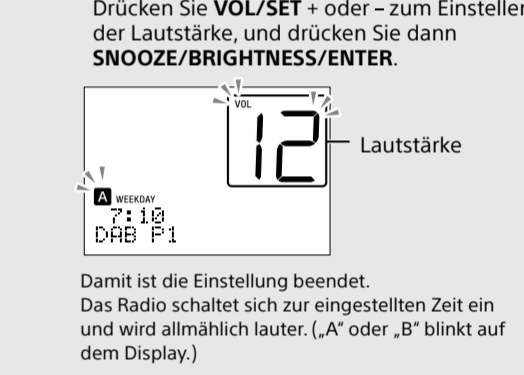 Drücken Sie VOL/SET + oder – zum Einstellen
der Lautstärke, und drücken Sie dann
SNOOZE/BRIGHTNESS/ENTER.
VOL
12
Lautstärke
A WEEKDAY
7:10
DAB P1
Damit ist die Einstellung beendet.
Das Radio schaltet sich zur eingestellten Zeit ein
und wird allmählich lauter. („A“ oder „B“ blinkt auf
dem Display.)